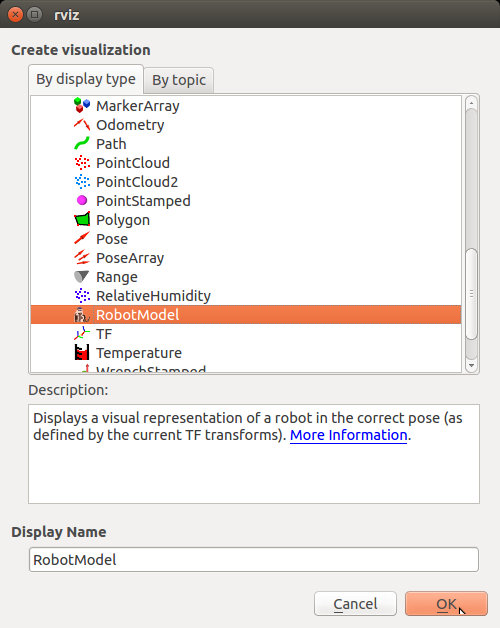 rviz
Create visualization
By display type
By topic
MarkerArray
Odometry
Path
PointCloud
PointCloud2
PointStamped
Polygon
Pose
PoseArray
Range
RelativeHumidity
RobotModel
TF
Temperature
WrenchStamped
Description:
Displays a visual representation of a robot in the correct pose (as
defined by the current TF transforms). More Information.
Display Name
RobotModel
Cancel
OK